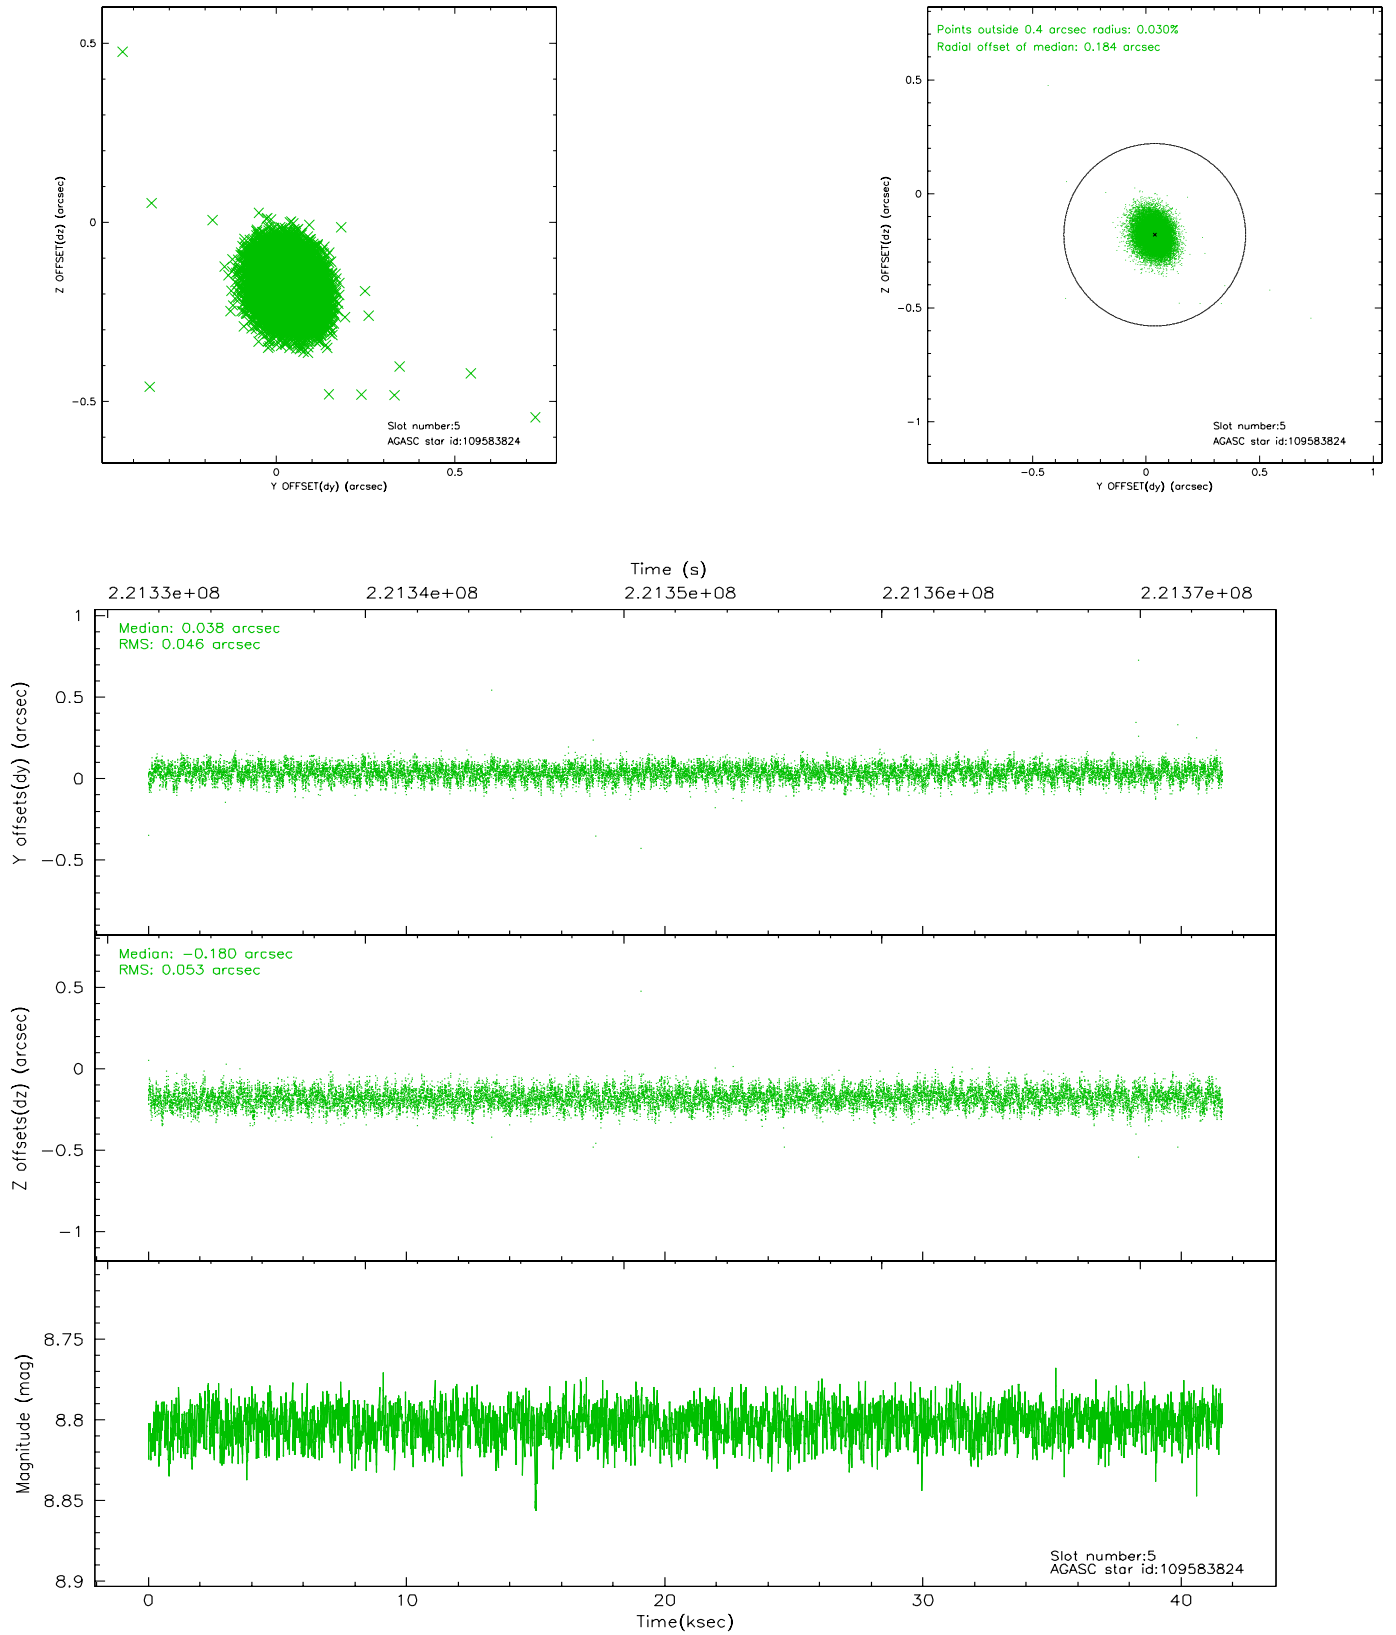 0.5
0
−0.5
Z OFFSET(dz) (arcsec)
Slot number:5
AGASC star id:109583824
0
0.5
Y OFFSET(dy) (arcsec)
Points outside 0.4 arcsec radius: 0.030%
Radial offset of median: 0.184 arcsec
0.5
0
−0.5
−1
Z OFFSET(dz) (arcsec)
Slot number:5
AGASC star id:109583824
−0.5
0
0.5
1
Y OFFSET(dy) (arcsec)
Time (s)
2.2133e+08 2.2134e+08 2.2135e+08 2.2136e+08 2.2137e+08
Median: 0.038 arcsec
RMS: 0.046 arcsec
1
0.5
0
−0.5
Y offsets(dy) (arcsec)
Median: −0.180 arcsec
RMS: 0.053 arcsec
0.5
0
−0.5
−1
Z offsets(dz) (arcsec)
8.75
8.8
8.85
8.9
Magnitude (mag)
Slot number:5
AGASC star id:109583824
0 10 20 30 40
Time(ksec)